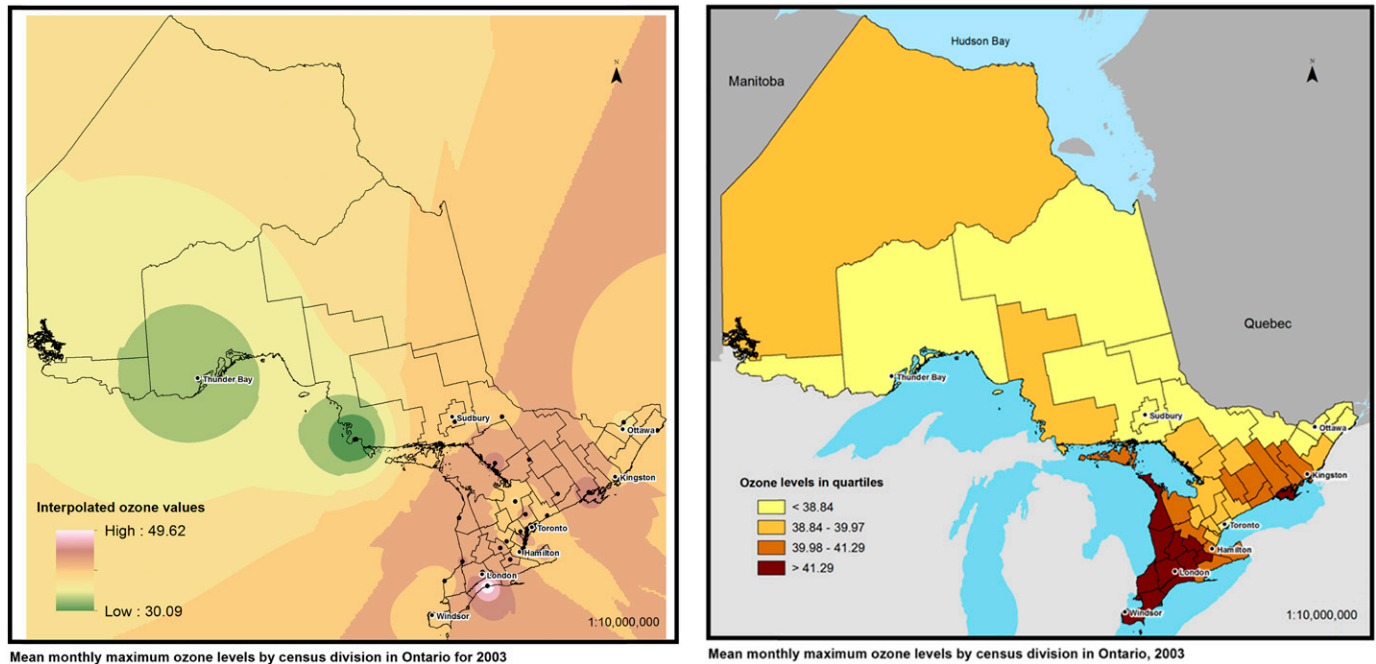 N
Thunder Bay
Sudbury
Ottawa
Kingston
Toronto
Hamilton
London
Windsor
Interpolated ozone values
High : 49.62
Low : 30.09
1:10,000,000
Mean monthly maximum ozone levels by census division in Ontario for 2003
Hudson Bay
Manitoba
N
Quebec
Thunder Bay
Sudbury
Ottawa
Kingston
Toronto
Hamilton
London
Windsor
Ozone levels in quartiles
< 38.84
38.84 - 39.97
39.98 - 41.29
> 41.29
1:10,000,000
Mean monthly maximum ozone levels by census division in Ontario, 2003